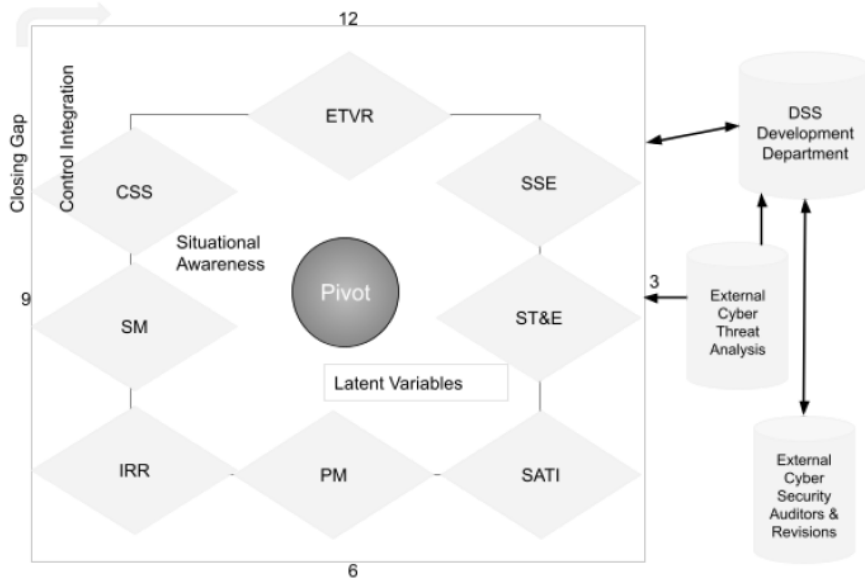 12
Closing Gap
Control Integration
ETVR
CSS
SSE
DSS
Development
Department
Situational
Awareness
Pivot
9
3
SM
ST&E
External
Cyber
Threat
Analysis
Latent Variables
IRR
PM
SATI
External
Cyber
Security
Auditors &
Revisions
6